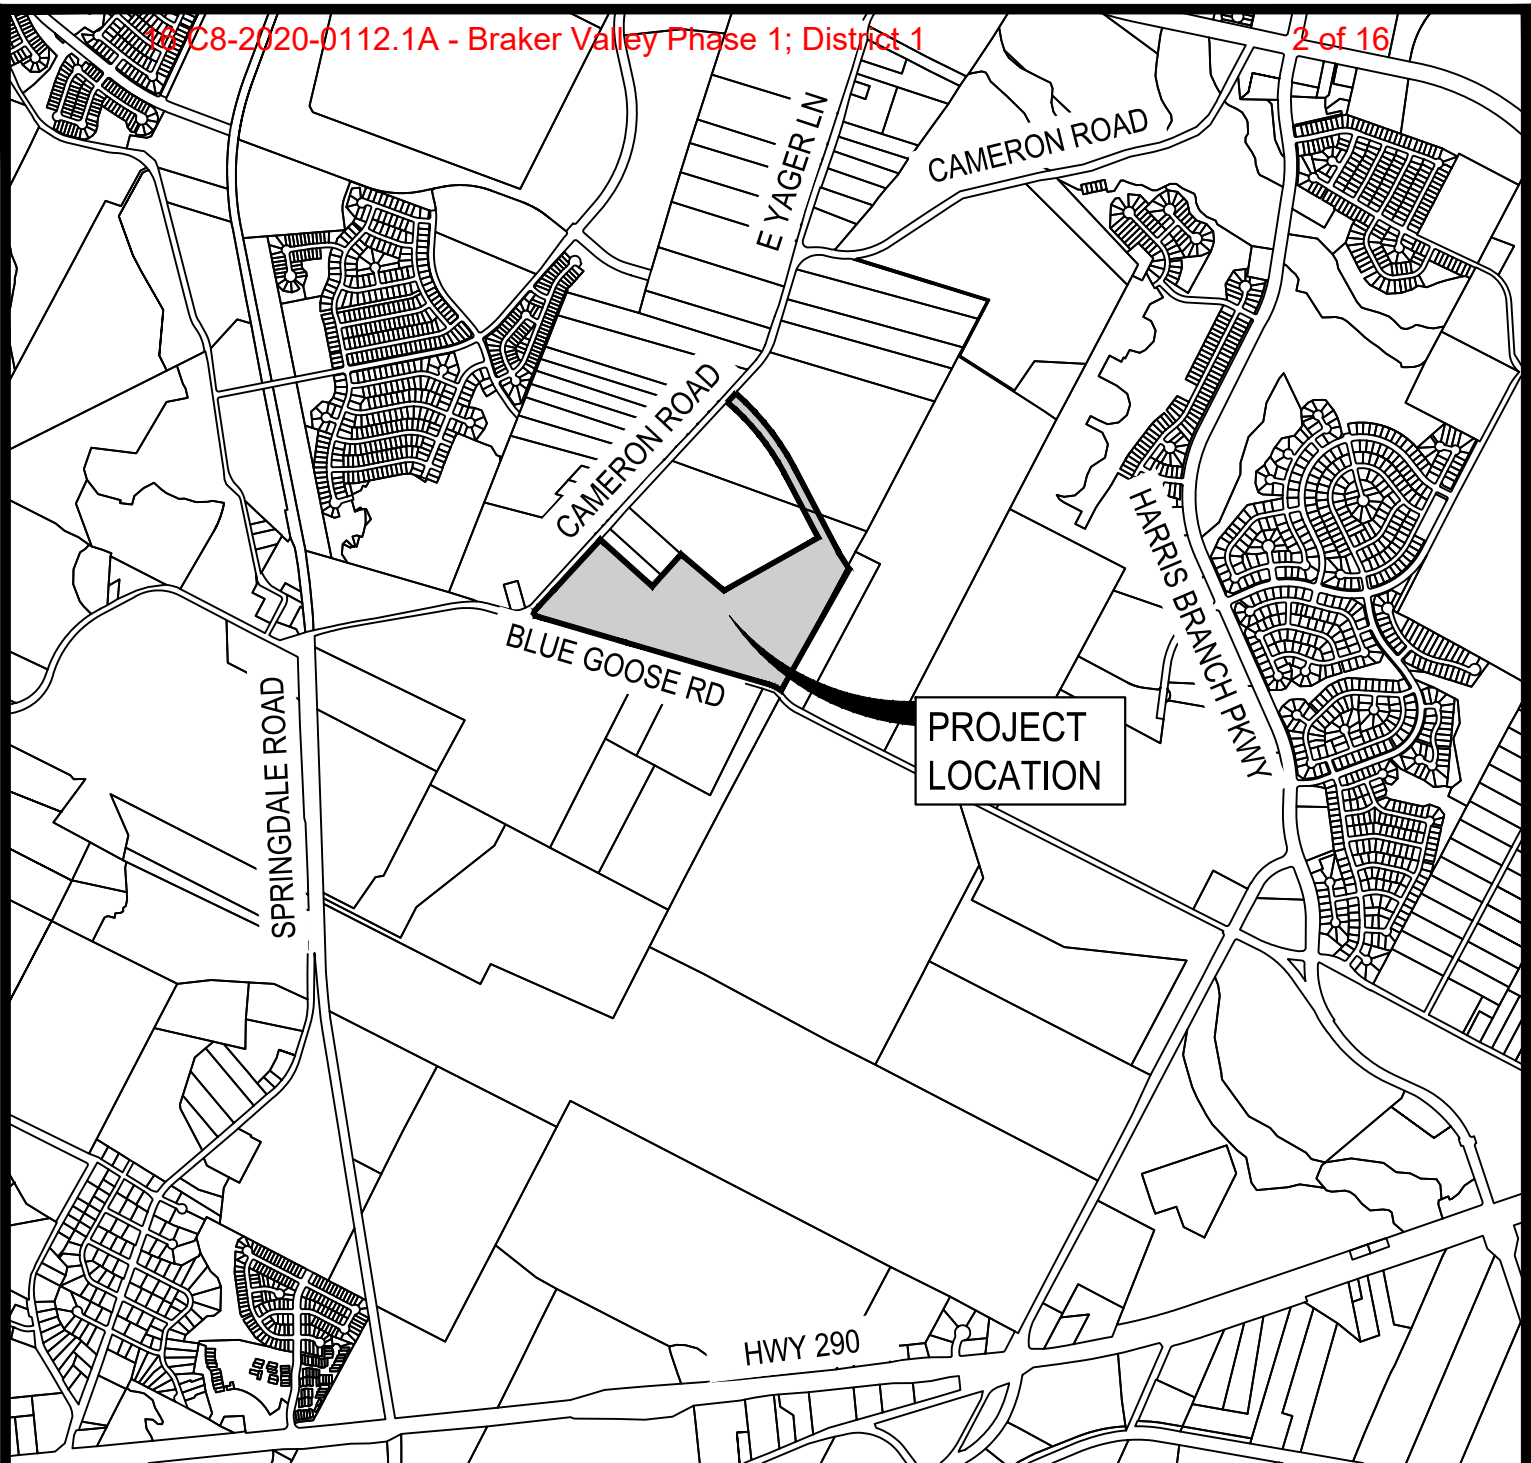 16 C8-2020-0112.1A - Braker Valley Phase 1; District 1
2 of 16
E YAGER LN
CAMERON ROAD
CAMERON ROAD
HARRIS BRANCH PKWY
BLUE GOOSE RD
SPRINGDALE ROAD
PROJECT
LOCATION
HWY 290